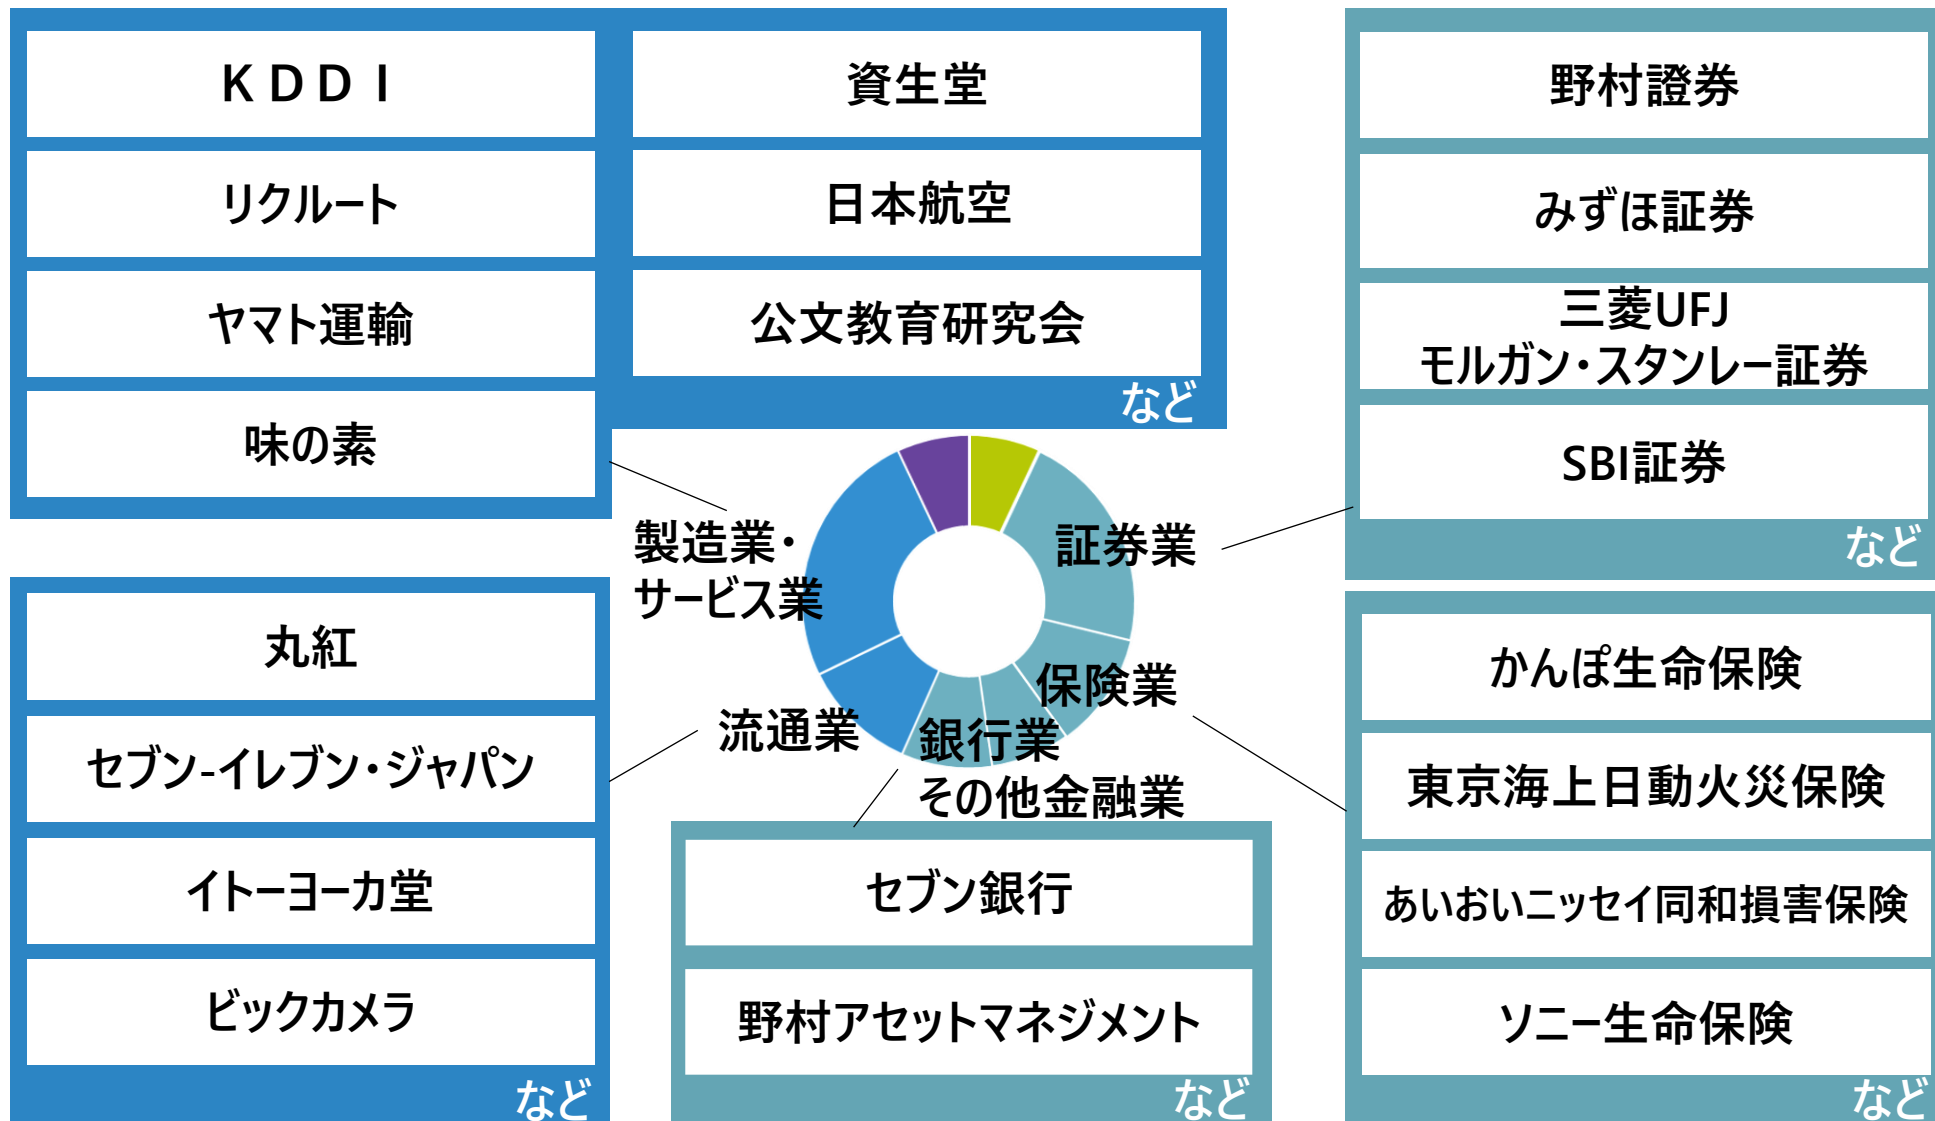 ＫＤＤＩ
リクルート
ヤマト運輸
味の素
資生堂
日本航空
公文教育研究会
など
野村證券
みずほ証券
三菱UFJ
モルガン・スタンレー証券
SBI証券
など
製造業・
サービス業
証券業
保険業
流通業
銀行業
その他金融業
丸紅
セブン-イレブン・ジャパン
イトーヨーカ堂
ビックカメラ
など
セブン銀行
野村アセットマネジメント
など
かんぽ生命保険
東京海上日動火災保険
あいおいニッセイ同和損害保険
ソニー生命保険
など